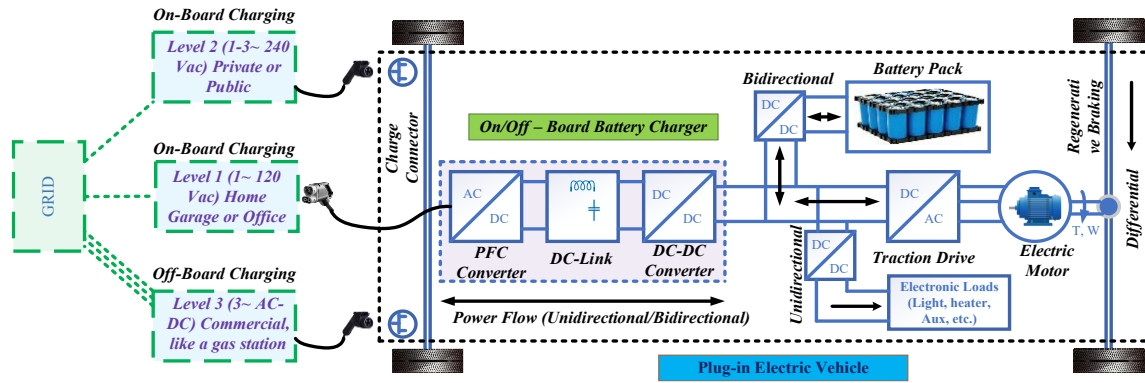 On-Board Charging
Level 2 (1-3~ 240
Vac) Private or
Public
On-Board Charging
Level 1 (1~ 120
Vac) Home
Garage or Office
GRID
Off-Board Charging
Level 3 (3~ AC-
DC) Commercial,
like a gas station
Charge
Connector
On/Off – Board Battery Charger
AC
DC
PFC
Converter
DC-Link
DC
DC
DC-DC
Converter
Power Flow (Unidirectional/Bidirectional)
Bidirectional
DC
DC
Battery Pack
Unidirectional
DC
DC
Electronic Loads
(Light, heater,
Aux, etc.)
DC
AC
Traction Drive
Electric
Motor
T, W
Regenerati
ve Braking
Differential
Plug-in Electric Vehicle